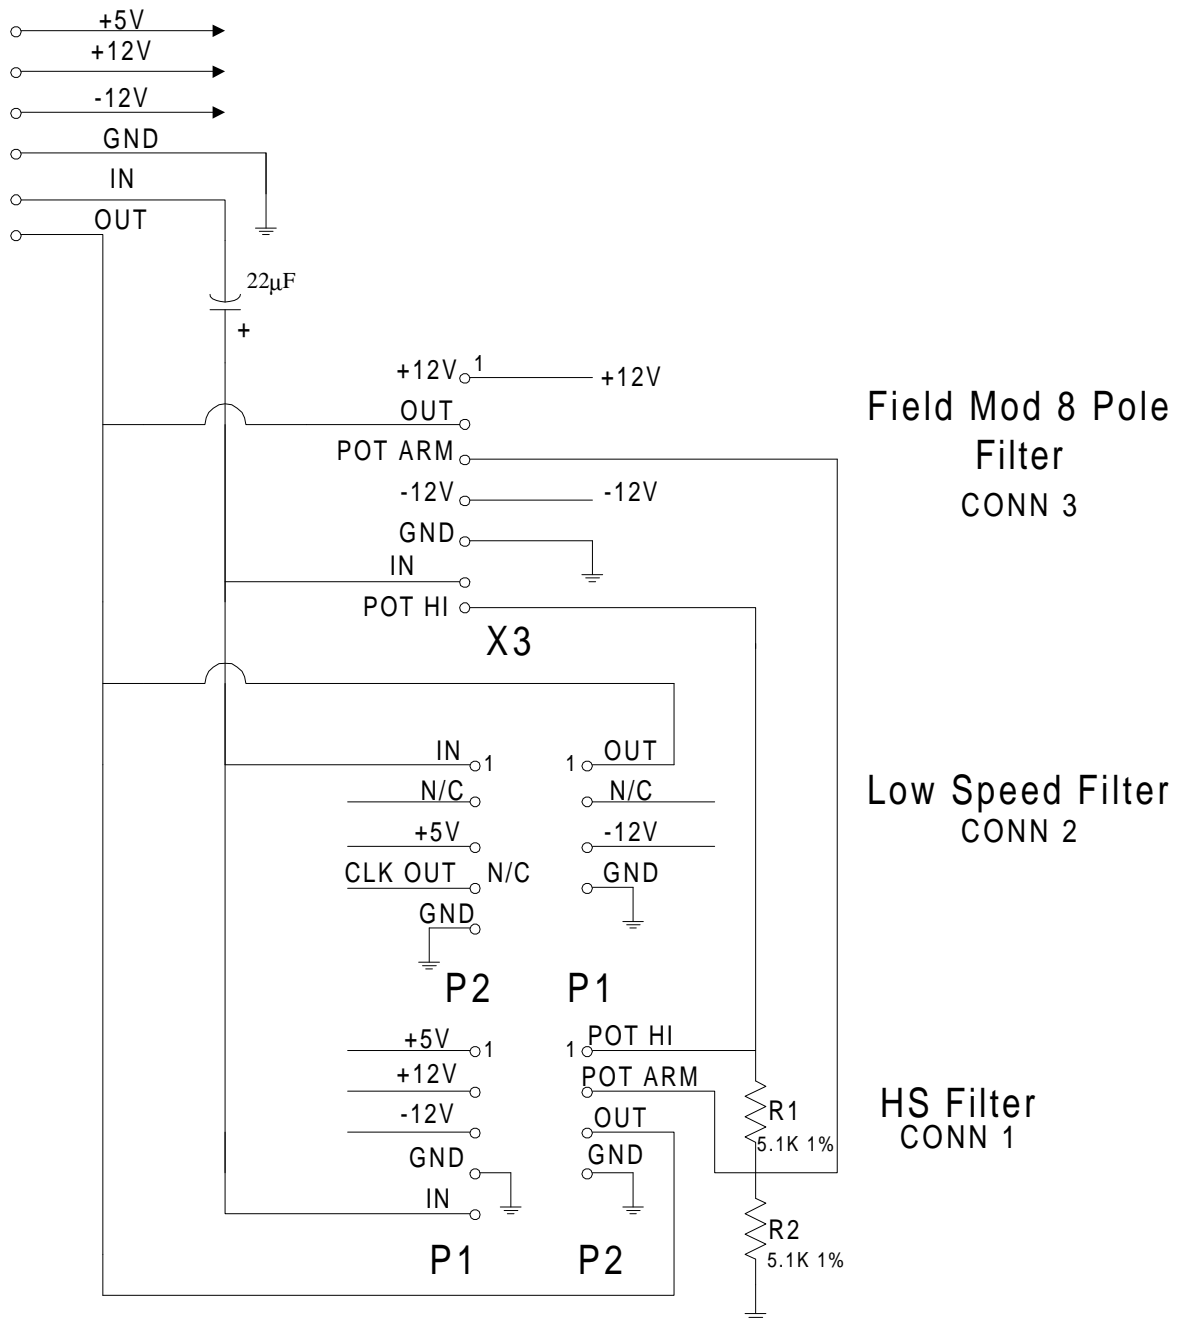 +5V
+12V
-12V
GND
IN
OUT
22μF
+
+12V 1 +12V
OUT
POT ARM
-12V -12V
GND
IN
POT HI
X3
Field Mod 8 Pole
Filter
CONN 3
IN 1 1 OUT
N/C N/C
+5V -12V
CLK OUT N/C GND
GND
P2 P1
Low Speed Filter
CONN 2
+5V 1 1 POT HI
+12V POT ARM
-12V OUT
GND GND
IN
P1 P2
R1
5.1K 1%
R2
5.1K 1%
HS Filter
CONN 1